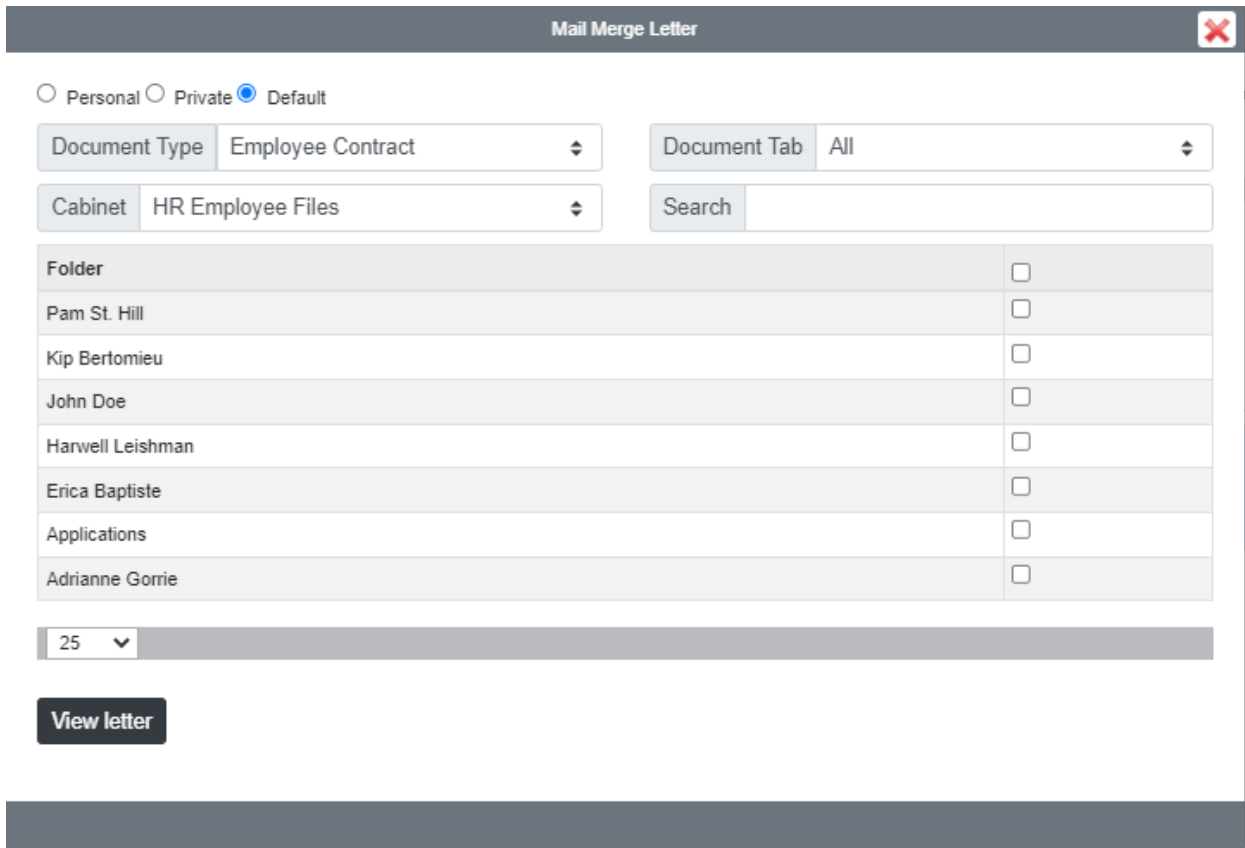 Mail Merge Letter
Personal Private Default
Document Type Employee Contract Document Tab All
Cabinet HR Employee Files Search
Folder
Pam St. Hill
Kip Bertomieu
John Doe
Harwell Leishman
Erica Baptiste
Applications
Adrianne Gorrie
25
View letter